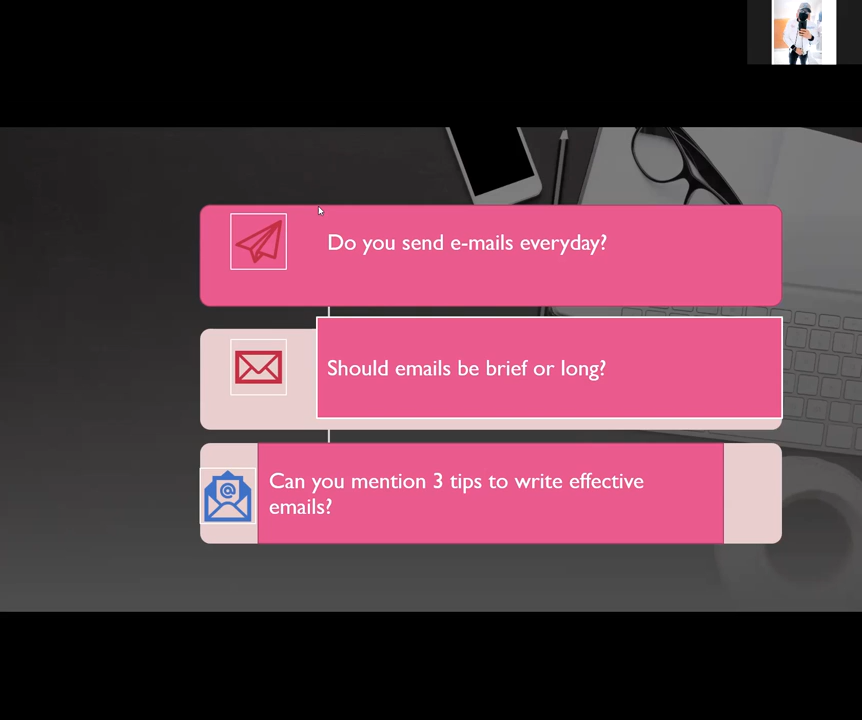 Do you send e-mails everyday?
Should emails be brief or long?
Can you mention 3 tips to write effective
emails?